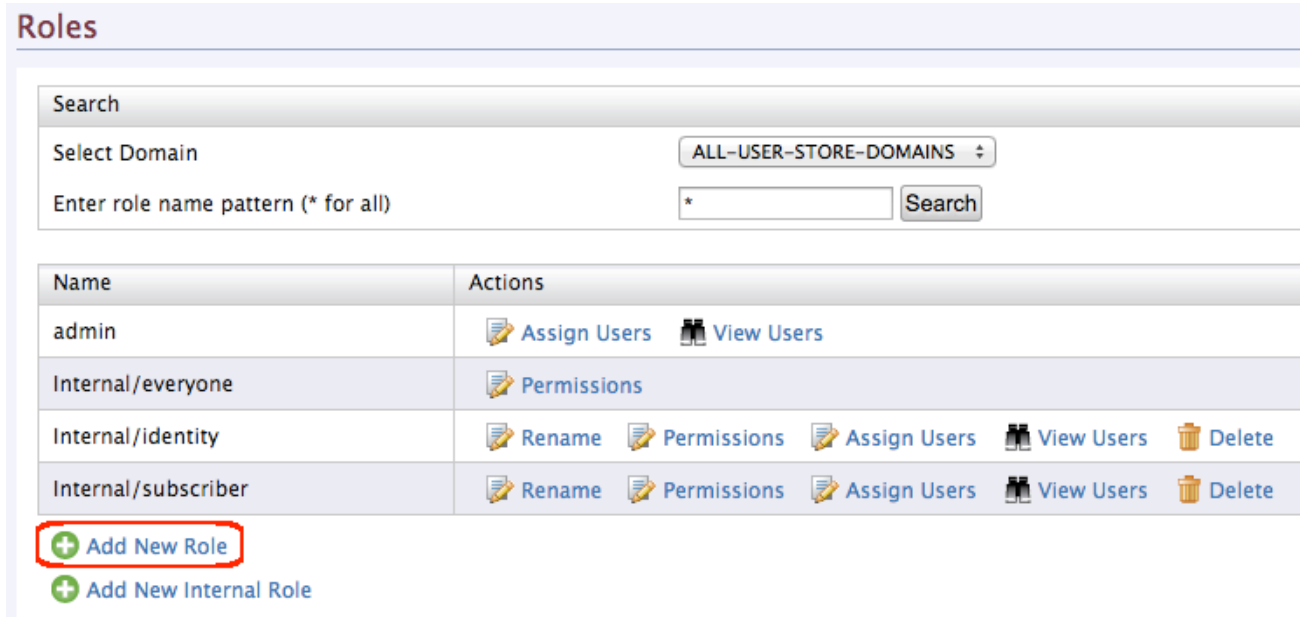 Roles
Search
Select Domain ALL-USER-STORE-DOMAINS
Enter role name pattern (* for all) * Search
Name Actions
admin Assign Users View Users
Internal/everyone Permissions
Internal/identity Rename Permissions Assign Users View Users Delete
Internal/subscriber Rename Permissions Assign Users View Users Delete
Add New Role
Add New Internal Role